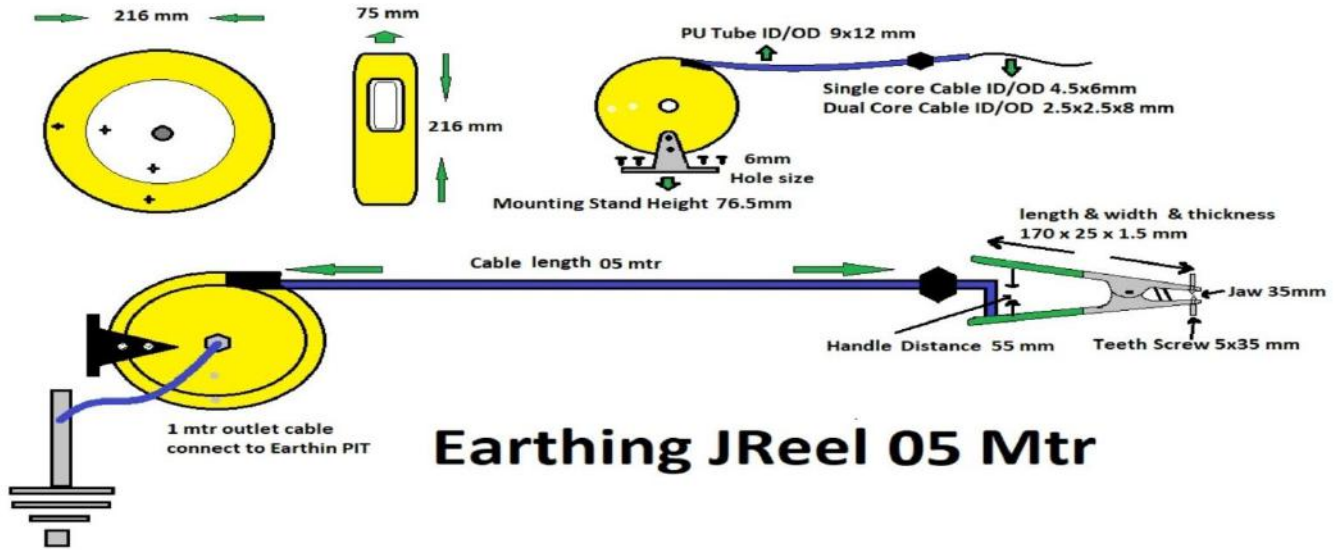 216 mm
75 mm
216 mm
PU Tube ID/OD 9x12 mm
Single core Cable ID/OD 4.5x6mm
Dual Core Cable ID/OD 2.5x2.5x8 mm
6mm
Hole size
Mounting Stand Height 76.5mm
length & width & thickness
170 x 25 x 1.5 mm
Cable length 05 mtr
Jaw 35mm
Handle Distance 55 mm
Teeth Screw 5x35 mm
1 mtr outlet cable
connect to Earthin PIT
Earthing JReel 05 Mtr